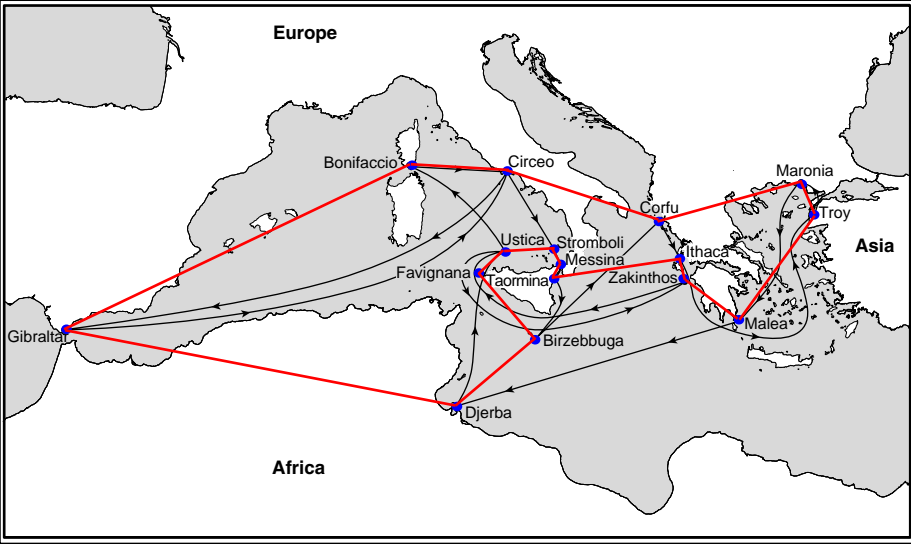 Europe
Bonifaccio
Circeo
Maronia
Corfu
Troy
Ustica
Stromboli
Asia
Ithaca
Messina
Favignana
Taormina
Zakinthos
Malea
Gibraltar
Birzebbuga
Djerba
Africa